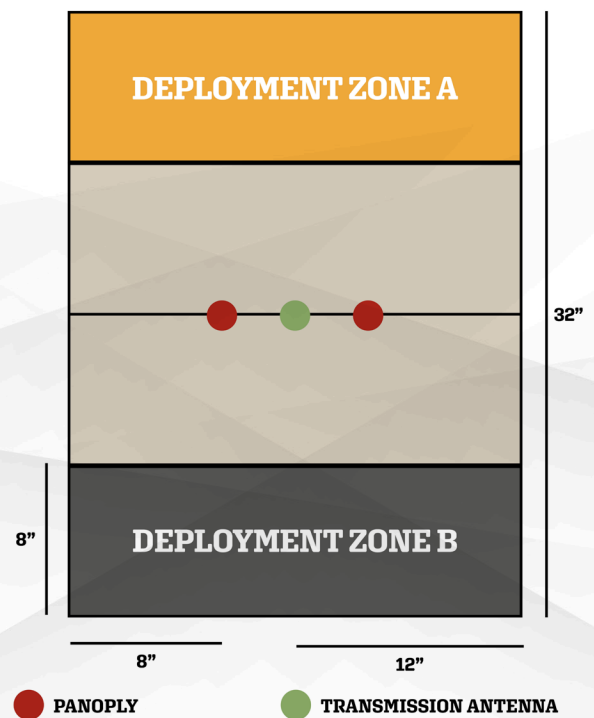 DEPLOYMENT ZONE A
32”
DEPLOYMENT ZONE B
8”
8”
12”
PANOPLY
TRANSMISSION ANTENNA